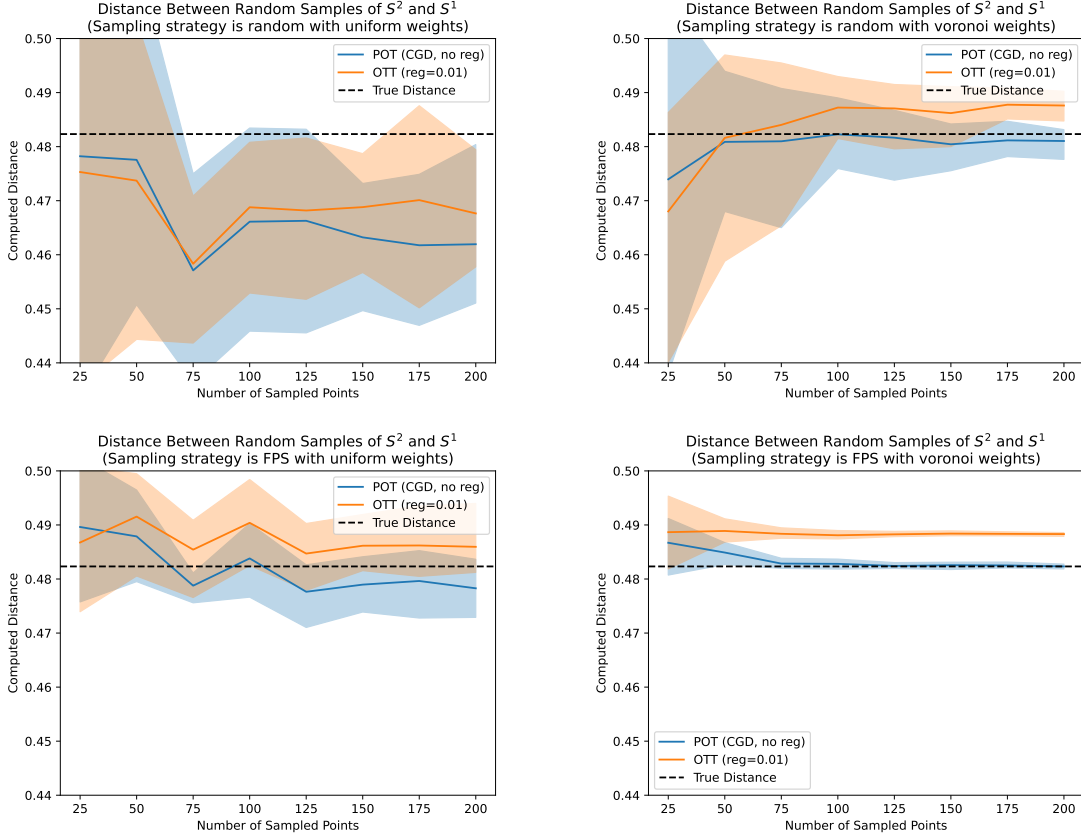 Distance Between Random Samples of S² and S¹
(Sampling strategy is random with uniform weights)
0.50
0.49
0.48
0.47
0.46
0.45
0.44
Computed Distance
POT (CGD, no reg)
OTT (reg=0.01)
True Distance
25 50 75 100 125 150 175 200
Number of Sampled Points
Distance Between Random Samples of S² and S¹
(Sampling strategy is random with voronoi weights)
0.50
0.49
0.48
0.47
0.46
0.45
0.44
Computed Distance
POT (CGD, no reg)
OTT (reg=0.01)
True Distance
25 50 75 100 125 150 175 200
Number of Sampled Points
Distance Between Random Samples of S² and S¹
(Sampling strategy is FPS with uniform weights)
0.50
0.49
0.48
0.47
0.46
0.45
0.44
Computed Distance
POT (CGD, no reg)
OTT (reg=0.01)
True Distance
25 50 75 100 125 150 175 200
Number of Sampled Points
Distance Between Random Samples of S² and S¹
(Sampling strategy is FPS with voronoi weights)
0.50
0.49
0.48
0.47
0.46
0.45
0.44
Computed Distance
POT (CGD, no reg)
OTT (reg=0.01)
True Distance
25 50 75 100 125 150 175 200
Number of Sampled Points